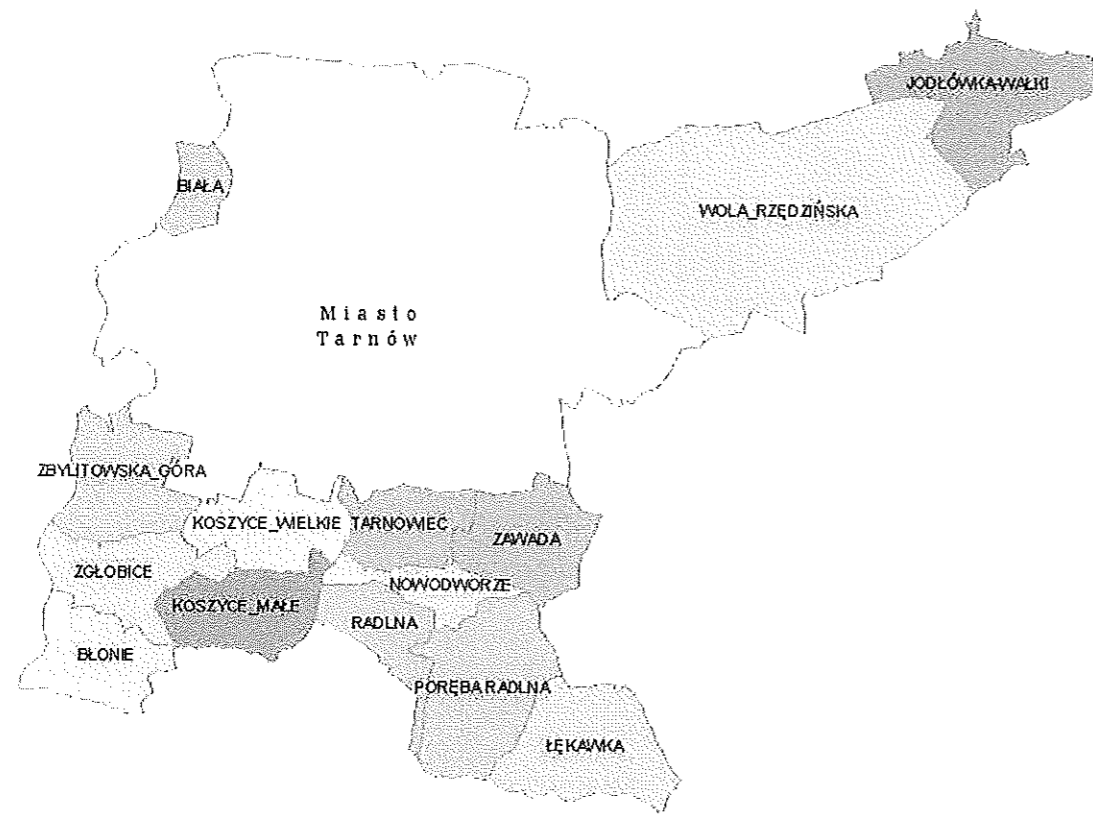 JODŁÓWKA-WAŁKI
BIAŁA
WOLA_RZĘDZIŃSKA
Miasto
Tarnów
ZBYLITOWSKA_GÓRA
KOSZYCE_WIELKIE
TARNOWIEC
ZAWADA
ZGŁOBICE
NOWODWORZE
KOSZYCE_MAŁE
RADLNA
BŁONIE
PORĘBA RADLNA
ŁĘKAWKA